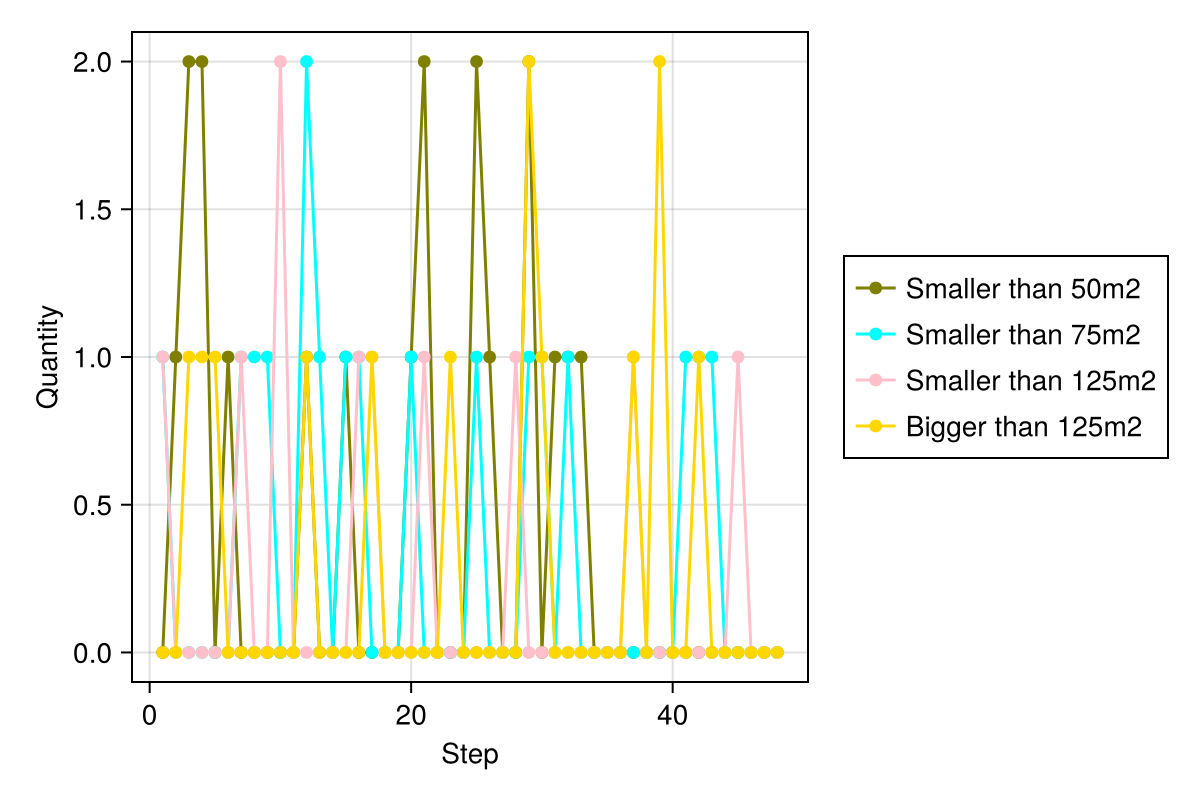 2.0
1.5
1.0
0.5
0.0
Quantity
0
20
40
Step
Smaller than 50m2
Smaller than 75m2
Smaller than 125m2
Bigger than 125m2